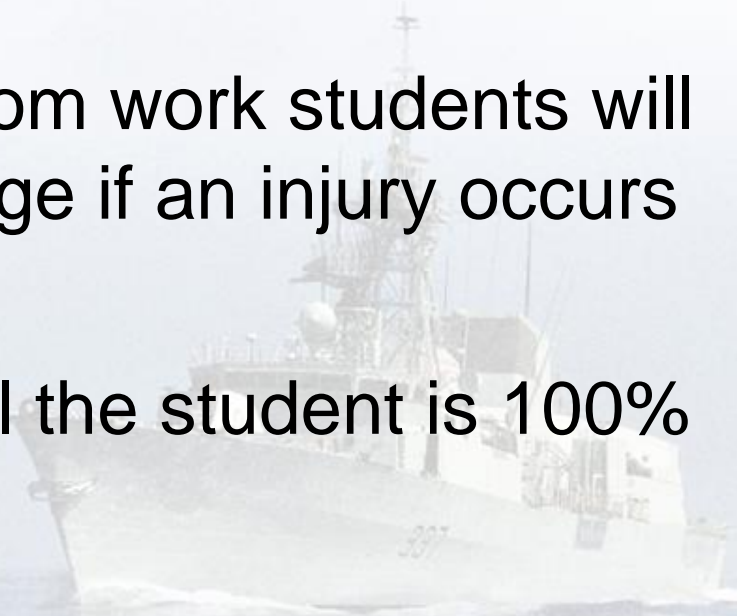 om work students will
ge if an injury occurs
l the student is 100%